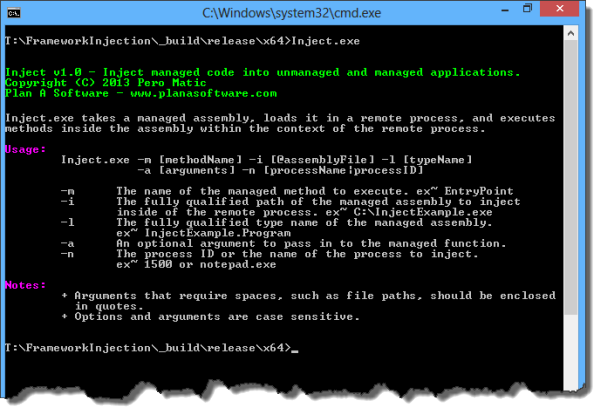 C:\Windows\system32\cmd.exe
T:\FrameworkInjection\_build\release\x64>Inject.exe
Inject v1.0 - Inject managed code into unmanaged and managed applications.
Copyright (C) 2013 Pero Matic
Plan A Software - www.planasoftware.com
Inject.exe takes a managed assembly, loads it in a remote process, and executes
methods inside the assembly within the context of the remote process.
Usage:
Inject.exe -m [methodName] -i [@assemblyFile] -l [typeName]
-a [arguments] -n [processName|processID]
-m The name of the managed method to execute. ex~ EntryPoint
-i The fully qualified path of the managed assembly to inject
inside of the remote process. ex~ C:\InjectExample.exe
-l The fully qualified type name of the managed assembly.
ex~ InjectExample.Program
-a An optional argument to pass in to the managed function.
-n The process ID or the name of the process to inject.
ex~ 1500 or notepad.exe
Notes:
+ Arguments that require spaces, such as file paths, should be enclosed
in quotes.
+ Options and arguments are case sensitive.
T:\FrameworkInjection\_build\release\x64>_